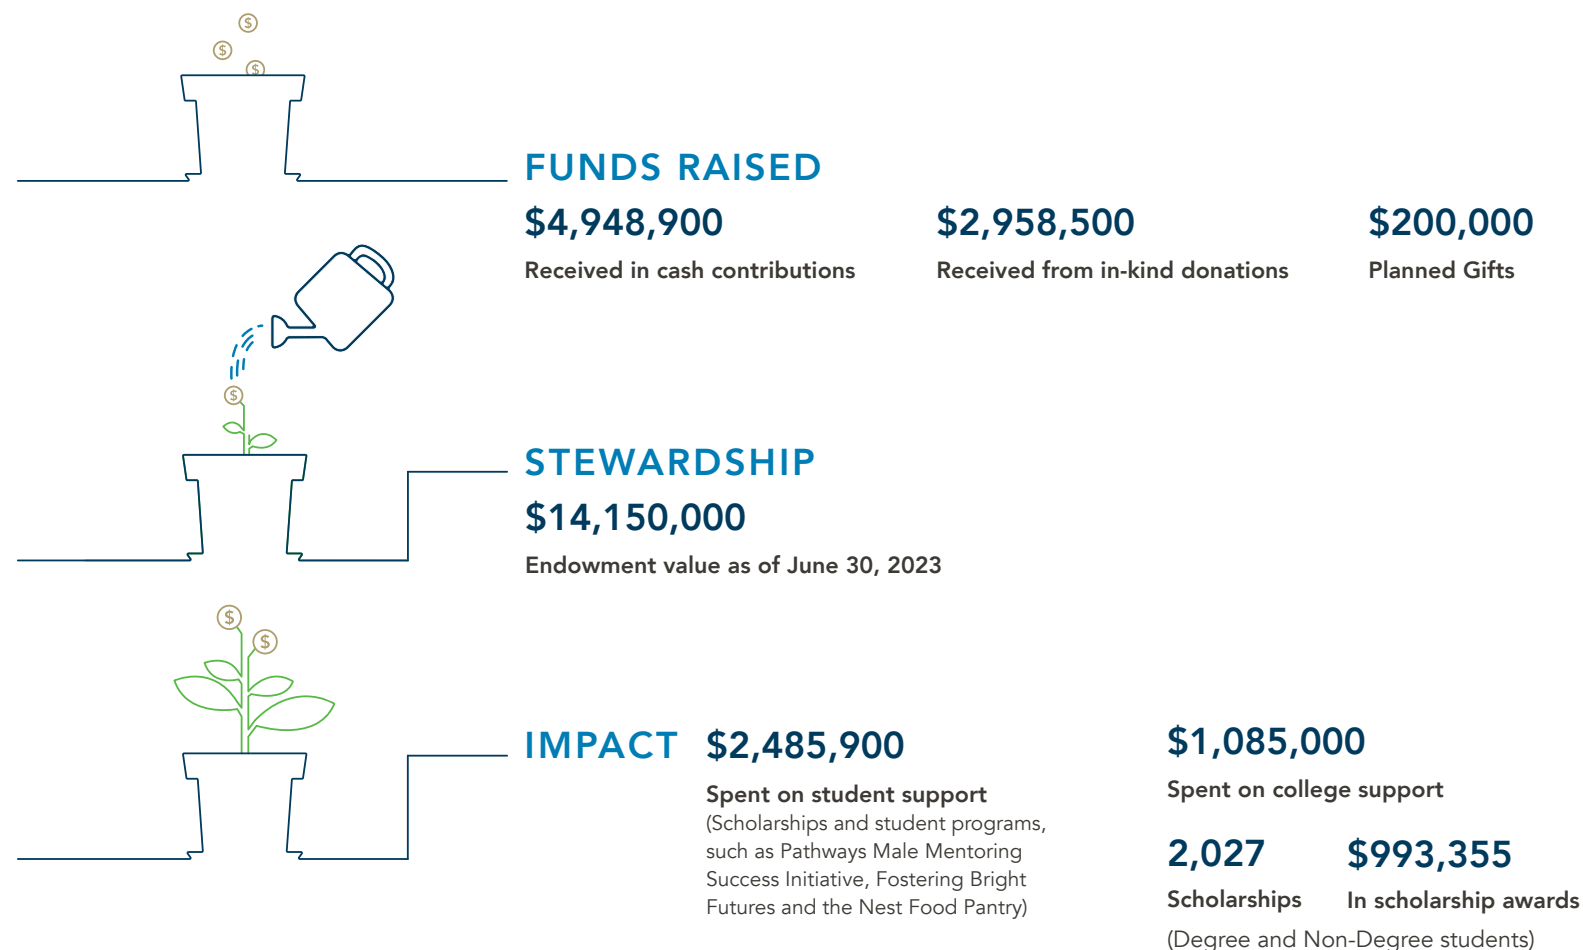 $
$
$
FUNDS RAISED
$4,948,900
Received in cash contributions
$2,958,500
Received from in-kind donations
$200,000
Planned Gifts
$
STEWARDSHIP
$14,150,000
Endowment value as of June 30, 2023
$
$
IMPACT
$2,485,900
Spent on student support
(Scholarships and student programs,
such as Pathways Male Mentoring
Success Initiative, Fostering Bright
Futures and the Nest Food Pantry)
$1,085,000
Spent on college support
2,027
Scholarships
$993,355
In scholarship awards
(Degree and Non-Degree students)